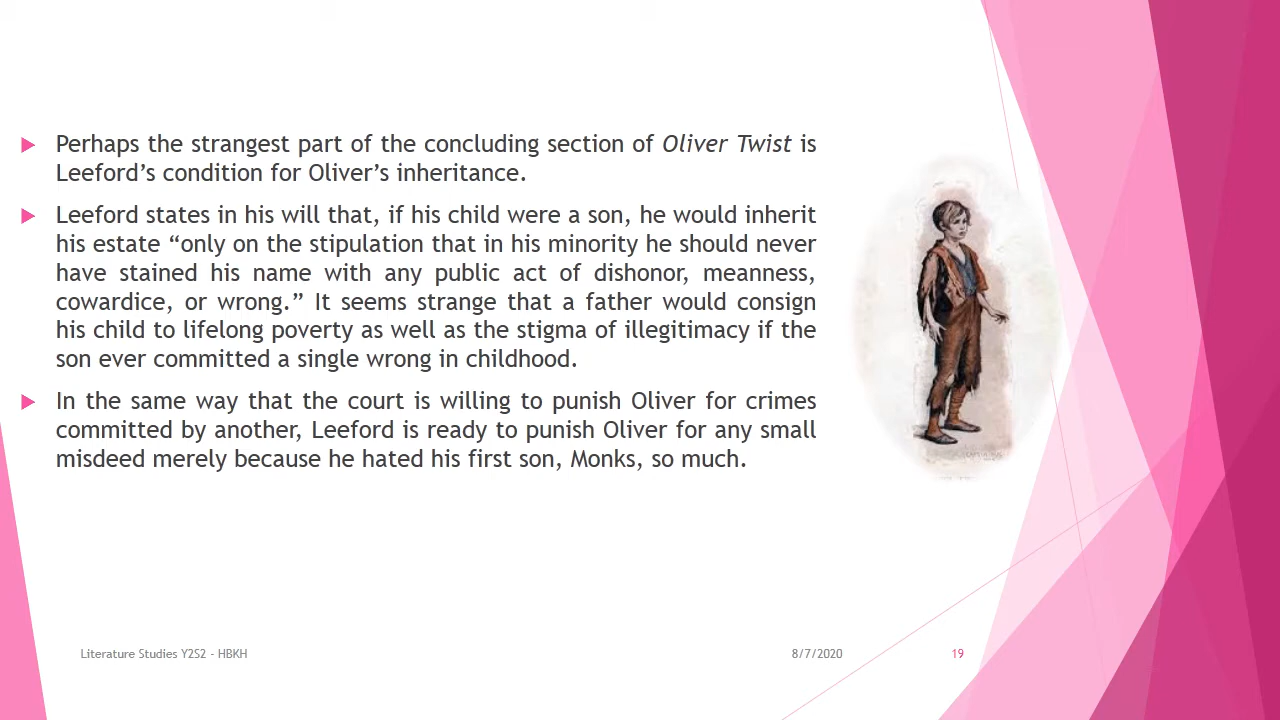 Perhaps the strangest part of the concluding section of Oliver Twist is
Leeford’s condition for Oliver’s inheritance.
Leeford states in his will that, if his child were a son, he would inherit
his estate “only on the stipulation that in his minority he should never
have stained his name with any public act of dishonor, meanness,
cowardice, or wrong.” It seems strange that a father would consign
his child to lifelong poverty as well as the stigma of illegitimacy if the
son ever committed a single wrong in childhood.
In the same way that the court is willing to punish Oliver for crimes
committed by another, Leeford is ready to punish Oliver for any small
misdeed merely because he hated his first son, Monks, so much.
Literature Studies Y2S2 - HBKH
8/7/2020
19